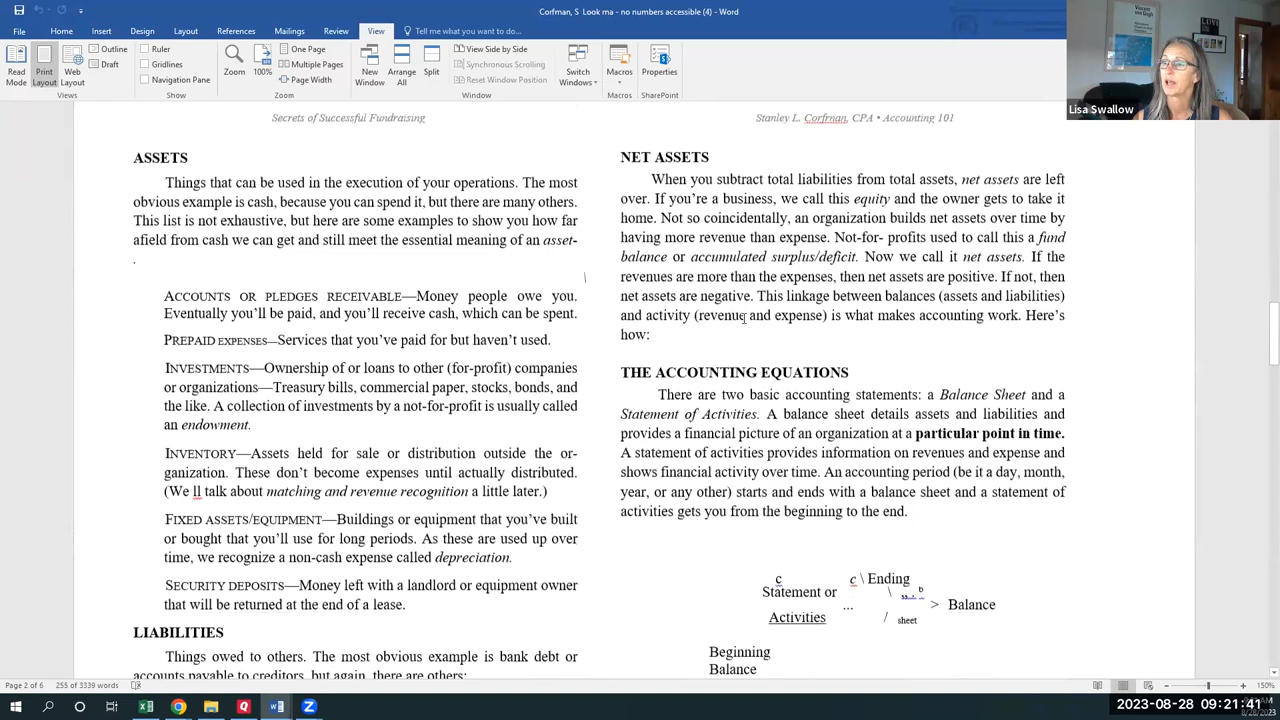 Corfman, S Look ma - no numbers accessible (4) - Word
File Home Insert Design Layout References Mailings Review View Tell me what you want to do
Read Mode
Print Layout
Web Layout
Outline
Draft
Views
Ruler
Gridlines
Navigation Pane
Show
Zoom
100%
One Page
Multiple Pages
Page Width
Zoom
New Window
Arrange All
Split
View Side by Side
Synchronous Scrolling
Reset Window Position
Window
Switch Windows
Macros
Macros
Properties
SharePoint
Lisa Swallow
Secrets of Successful Fundraising
ASSETS
Things that can be used in the execution of your operations. The most
obvious example is cash, because you can spend it, but there are many others.
This list is not exhaustive, but here are some examples to show you how far
afield from cash we can get and still meet the essential meaning of an asset-
.
\
ACCOUNTS OR PLEDGES RECEIVABLE—Money people owe you.
Eventually you'll be paid, and you'll receive cash, which can be spent.
PREPAID EXPENSES—Services that you've paid for but haven't used.
INVESTMENTS—Ownership of or loans to other (for-profit) companies
or organizations—Treasury bills, commercial paper, stocks, bonds, and
the like. A collection of investments by a not-for-profit is usually called
an endowment.
INVENTORY—Assets held for sale or distribution outside the or-
ganization. These don't become expenses until actually distributed.
(We ll talk about matching and revenue recognition a little later.)
FIXED ASSETS/EQUIPMENT—Buildings or equipment that you've built
or bought that you'll use for long periods. As these are used up over
time, we recognize a non-cash expense called depreciation.
SECURITY DEPOSITS—Money left with a landlord or equipment owner
that will be returned at the end of a lease.
LIABILITIES
Things owed to others. The most obvious example is bank debt or
accounts payable to creditors, but again, there are others:
Stanley L. Corfman, CPA • Accounting 101
NET ASSETS
When you subtract total liabilities from total assets, net assets are left
over. If you're a business, we call this equity and the owner gets to take it
home. Not so coincidentally, an organization builds net assets over time by
having more revenue than expense. Not-for- profits used to call this a fund
balance or accumulated surplus/deficit. Now we call it net assets. If the
revenues are more than the expenses, then net assets are positive. If not, then
net assets are negative. This linkage between balances (assets and liabilities)
and activity (revenue and expense) is what makes accounting work. Here's
how:
THE ACCOUNTING EQUATIONS
There are two basic accounting statements: a Balance Sheet and a
Statement of Activities. A balance sheet details assets and liabilities and
provides a financial picture of an organization at a particular point in time.
A statement of activities provides information on revenues and expense and
shows financial activity over time. An accounting period (be it a day, month,
year, or any other) starts and ends with a balance sheet and a statement of
activities gets you from the beginning to the end.
c c \ Ending
Statement or \ b
... > Balance
Activities / sheet
Beginning
Balance
Page 2 of 6 255 of 3339 words
150%
2023-08-28 09:21:41